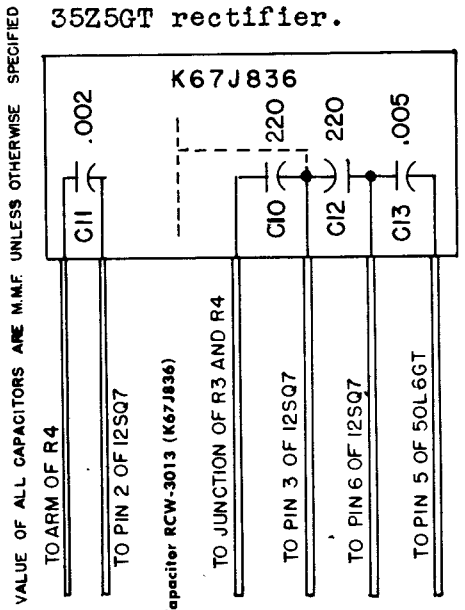 35Z5GT rectifier.
VALUE OF ALL CAPACITORS ARE M.M.F. UNLESS OTHERWISE SPECIFIED
K67J836
.002
220
220
.005
C11
C10
C12
C13
TO ARM OF R4
TO PIN 2 OF 12SQ7
apacitor RCW-3013 (K67J836)
TO JUNCTION OF R3 AND R4
TO PIN 3 OF 12SQ7
TO PIN 6 OF 12SQ7
TO PIN 5 OF 50L6GT